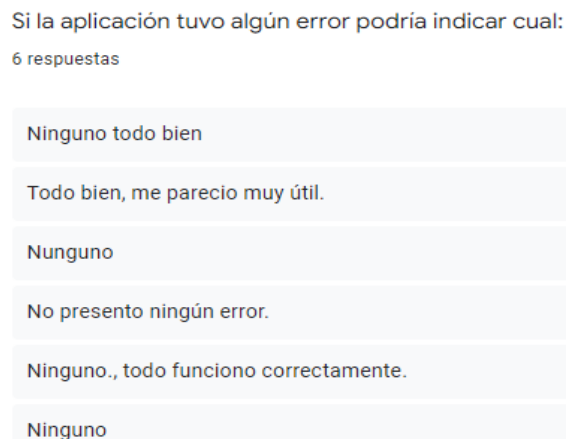 Si la aplicación tuvo algún error podría indicar cual:
6 respuestas
Ninguno todo bien
Todo bien, me parecio muy útil.
Nunguno
No presento ningún error.
Ninguno., todo funciono correctamente.
Ninguno